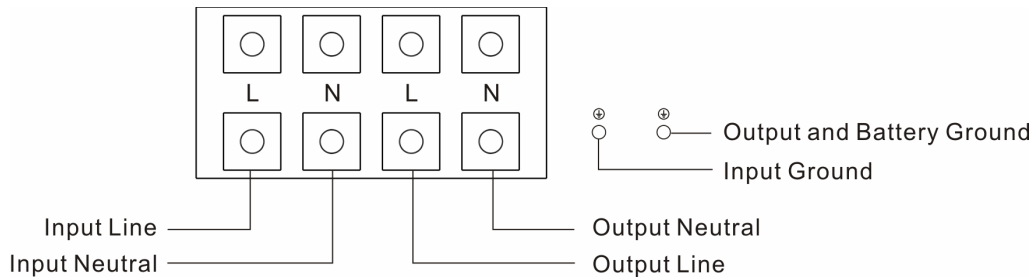 L N L N
Output and Battery Ground
Input Ground
Input Line
Output Neutral
Input Neutral
Output Line